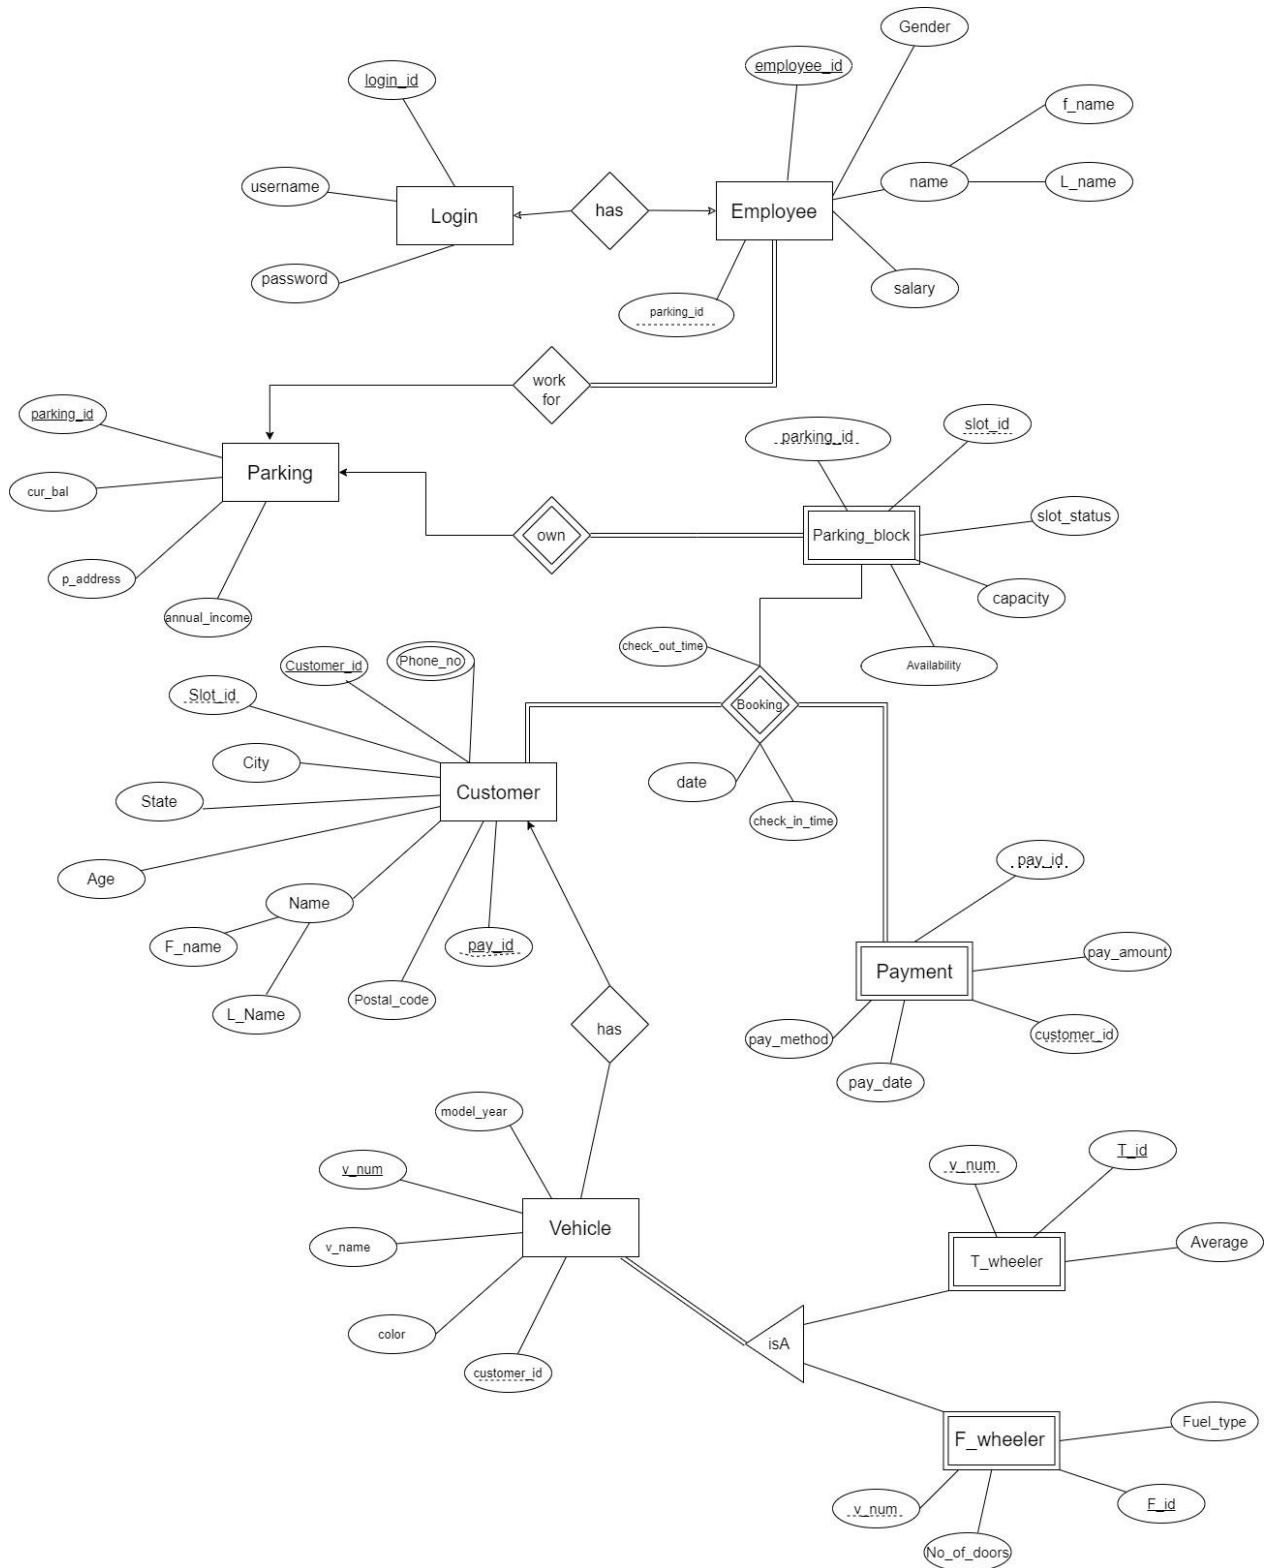 Gender
employee_id
login_id
f_name
name
L_name
username
Login
has
Employee
password
salary
parking_id
work
for
parking_id
Parking
cur_bal
p_address
annual_income
own
parking_id
slot_id
slot_status
Parking_block
capacity
Availability
check_out_time
Booking
date
check_in_time
Customer_id
Phone_no
Slot_id
City
State
Customer
Age
Name
F_name
L_Name
Postal_code
pay_id
pay_id
pay_amount
Payment
pay_method
customer_id
pay_date
has
model_year
v_num
v_name
Vehicle
color
customer_id
isA
v_num
T_id
Average
T_wheeler
F_wheeler
Fuel_type
v_num
F_id
No_of_doors